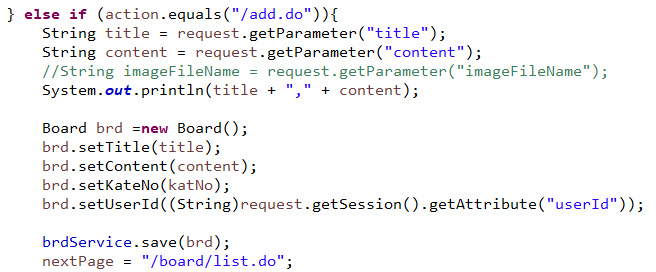 } else if (action.equals("/add.do")){
String title = request.getParameter("title");
String content = request.getParameter("content");
//String imageFileName = request.getParameter("imageFileName");
System.out.println(title + "," + content);
Board brd =new Board();
brd.setTitle(title);
brd.setContent(content);
brd.setKateNo(katNo);
brd.setUserId((String)request.getSession().getAttribute("userId"));
brdService.save(brd);
nextPage = "/board/list.do";